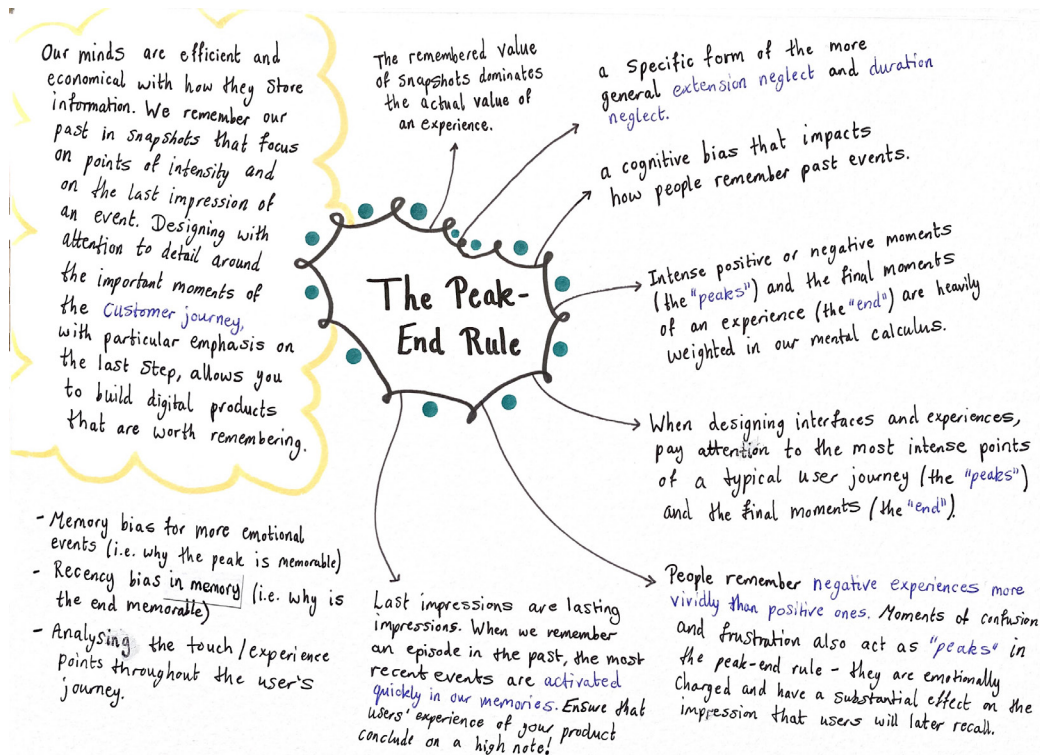 Our minds are efficient and
economical with how they store
information. We remember our
past in snapshots that focus
on points of intensity and
on the last impression of
an event. Designing with
attention to detail around
the important moments of
the customer journey,
with particular emphasis on
the last step, allows you
to build digital products
that are worth remembering.
The remembered value
of snapshots dominates
the actual value of
an experience.
a specific form of the more
general extension neglect and duration
neglect.
a cognitive bias that impacts
how people remember past events.
The Peak-
End Rule
Intense positive or negative moments
(the "peaks") and the final moments
of an experience (the "end") are heavily
weighted in our mental calculus.
When designing interfaces and experiences,
pay attention to the most intense points
of a typical user journey (the "peaks")
and the final moments (the "end").
People remember negative experiences more
vividly than positive ones. Moments of confusion
and frustration also act as "peaks" in
the peak-end rule - they are emotionally
charged and have a substantial effect on the
impression that users will later recall.
Last impressions are lasting
impressions. When we remember
an episode in the past, the most
recent events are activated
quickly in our memories. Ensure that
users' experience of your product
conclude on a high note!
- Memory bias for more emotional
events (i.e. why the peak is memorable)
- Recency bias in memory (i.e. why is
the end memorable)
- Analysing the touch/experience
points throughout the user's
journey.